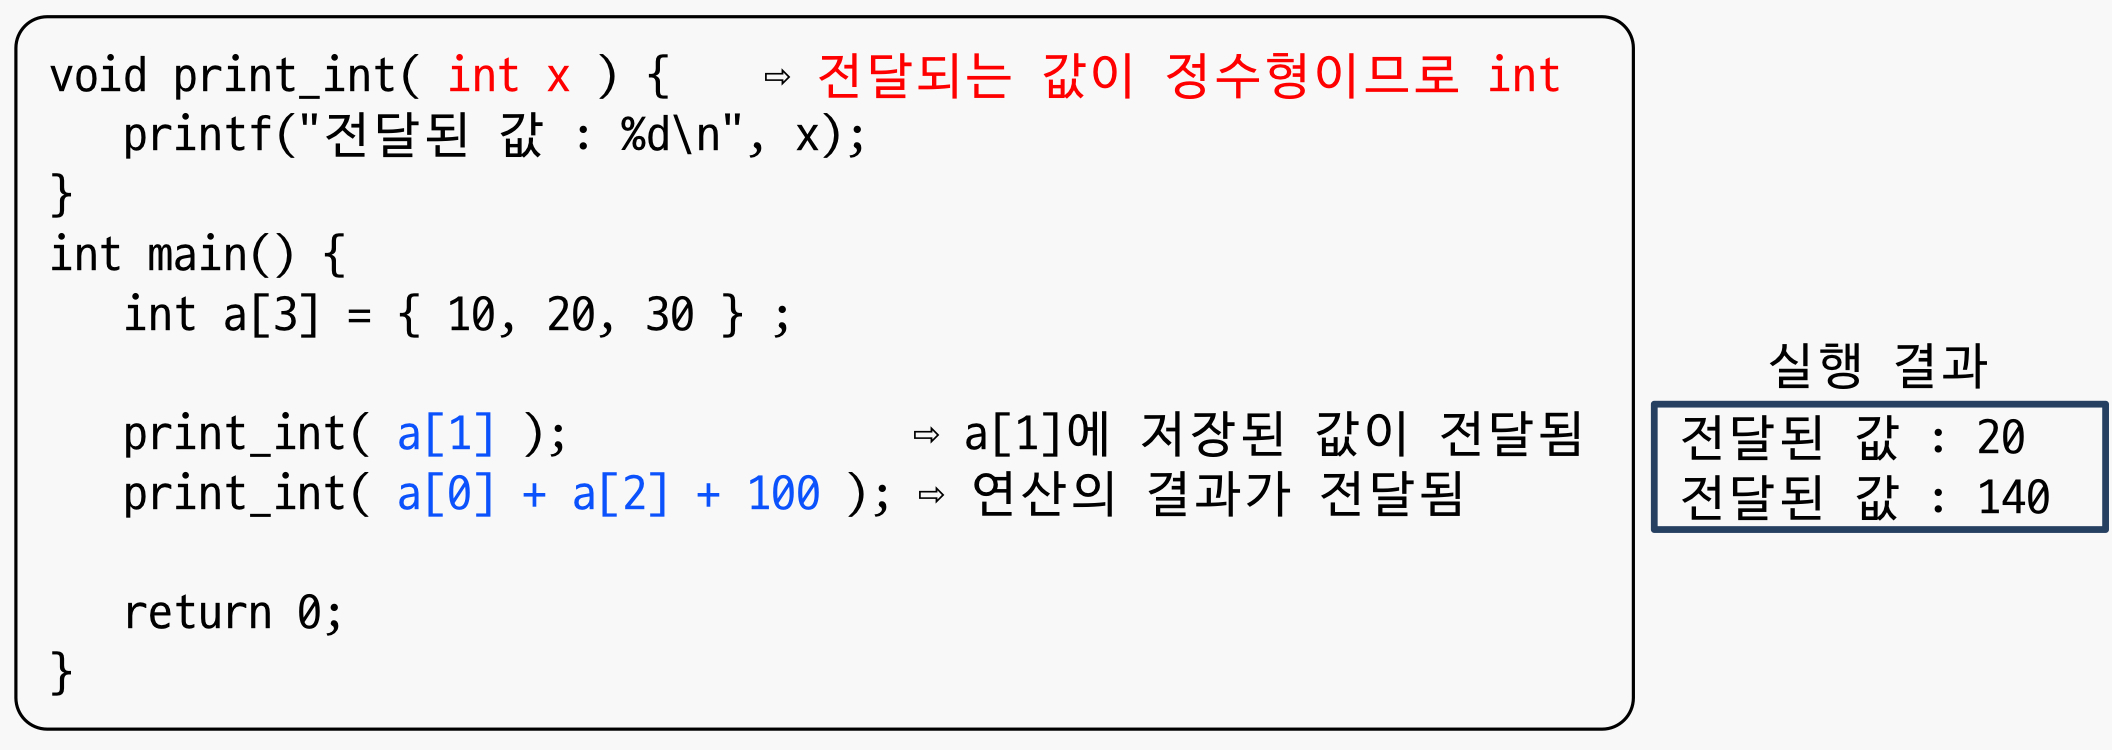 void print_int( int x ) {    ⇨ 전달되는 값이 정수형이므로 int
   printf("전달된 값 : %d\n", x);
}
int main() {
   int a[3] = { 10, 20, 30 } ;
   print_int( a[1] );              ⇨ a[1]에 저장된 값이 전달됨
   print_int( a[0] + a[2] + 100 ); ⇨ 연산의 결과가 전달됨
   return 0;
}
실행 결과
전달된 값 : 20
전달된 값 : 140